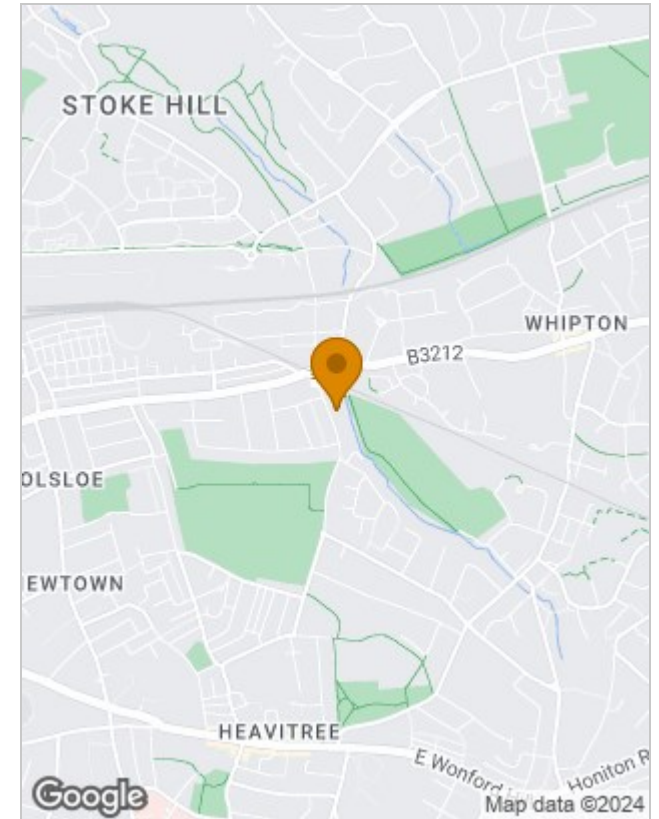 STOKE HILL
WHIPTON
B3212
OLSLOE
EWTOWN
HEAVITREE
E Wonford
Honiton R
Google
Map data ©2024